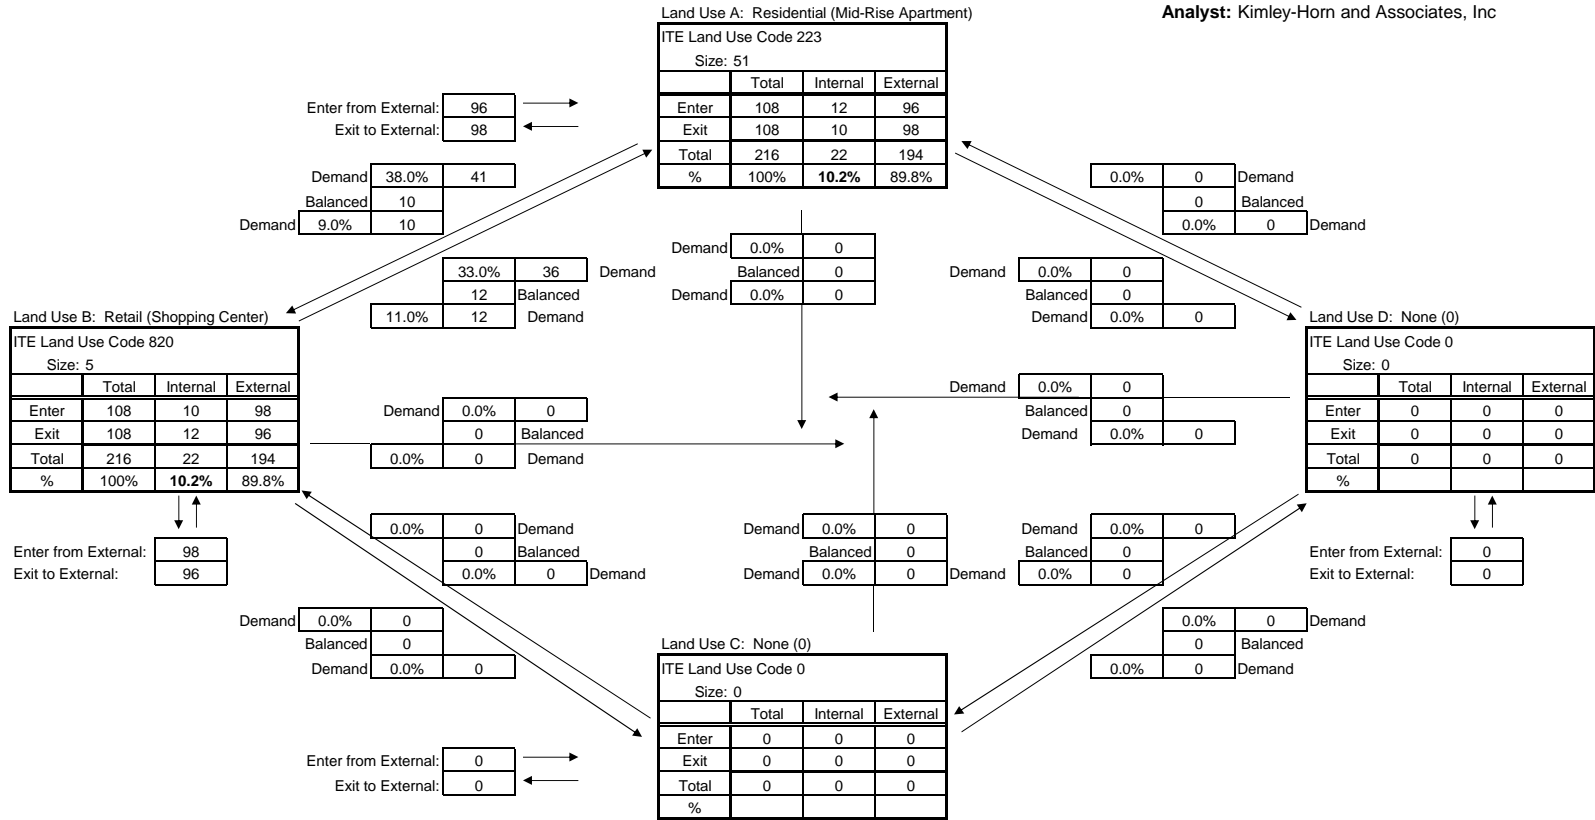 Analyst: Kimley-Horn and Associates, Inc
Land Use A: Residential (Mid-Rise Apartment)
ITE Land Use Code 223
Size: 51
Total Internal External
Enter 108 12 96
Exit 108 10 98
Total 216 22 194
% 100% 10.2% 89.8%
Enter from External: 96
Exit to External: 98
Demand 38.0% 41
Balanced 10
Demand 9.0% 10
0.0% 0 Demand
0 Balanced
0.0% 0 Demand
33.0% 36 Demand
12 Balanced
11.0% 12 Demand
Demand 0.0% 0
Balanced 0
Demand 0.0% 0
Demand 0.0% 0
Balanced 0
Demand 0.0% 0
Land Use B: Retail (Shopping Center)
ITE Land Use Code 820
Size: 5
Total Internal External
Enter 108 10 98
Exit 108 12 96
Total 216 22 194
% 100% 10.2% 89.8%
Demand 0.0% 0
0 Balanced
0.0% 0 Demand
Demand 0.0% 0
Balanced 0
Demand 0.0% 0
Land Use D: None (0)
ITE Land Use Code 0
Size: 0
Total Internal External
Enter 0 0 0
Exit 0 0 0
Total 0 0 0
%
Enter from External: 98
Exit to External: 96
0.0% 0 Demand
0 Balanced
0.0% 0 Demand
Demand 0.0% 0
Balanced 0
Demand 0.0% 0
Demand 0.0% 0
Balanced 0
Demand 0.0% 0
Enter from External: 0
Exit to External: 0
Demand 0.0% 0
Balanced 0
Demand 0.0% 0
0.0% 0 Demand
0 Balanced
0.0% 0 Demand
Land Use C: None (0)
ITE Land Use Code 0
Size: 0
Total Internal External
Enter 0 0 0
Exit 0 0 0
Total 0 0 0
%
Enter from External: 0
Exit to External: 0